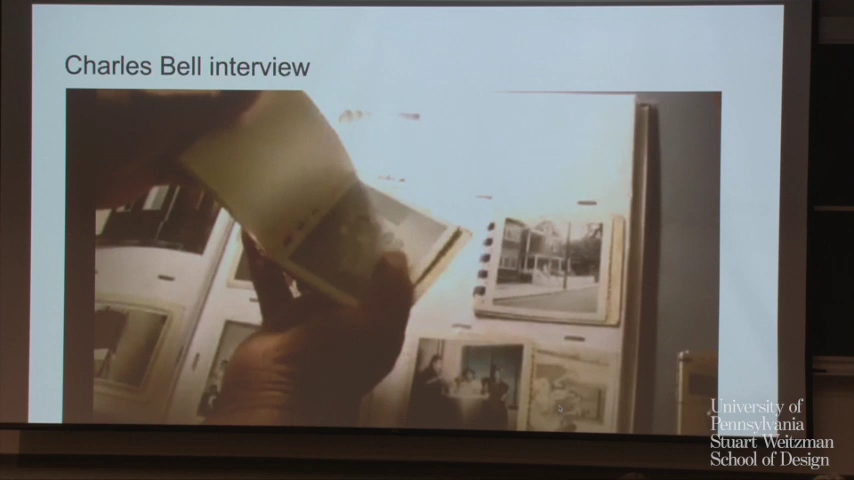 Charles Bell interview
University of
Pennsylvania
Stuart Weitzman
School of Design